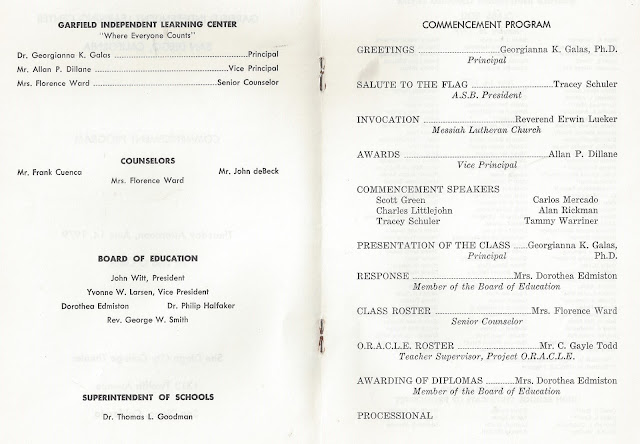 GARFIELD INDEPENDENT LEARNING CENTER
"Where Everyone Counts"
Dr. Georgianna K. Galas ........ Principal
Mr. Allan P. Dillane ........ Vice Principal
Mrs. Florence Ward ........ Senior Counselor
COUNSELORS
Mr. Frank Cuenca Mr. John deBeck
Mrs. Florence Ward
BOARD OF EDUCATION
John Witt, President
Yvonne W. Larsen, Vice President
Dorothea Edmiston Dr. Philip Halfaker
Rev. George W. Smith
SUPERINTENDENT OF SCHOOLS
Dr. Thomas L. Goodman
COMMENCEMENT PROGRAM
GREETINGS ........ Georgianna K. Galas, Ph.D.
Principal
SALUTE TO THE FLAG ........ Tracey Schuler
A.S.B. President
INVOCATION ........ Reverend Erwin Lueker
Messiah Lutheran Church
AWARDS ........ Allan P. Dillane
Vice Principal
COMMENCEMENT SPEAKERS
Scott Green Carlos Mercado
Charles Littlejohn Alan Rickman
Tracey Schuler Tammy Warriner
PRESENTATION OF THE CLASS ...... Georgianna K. Galas,
Principal Ph.D.
RESPONSE ........ Mrs. Dorothea Edmiston
Member of the Board of Education
CLASS ROSTER ........ Mrs. Florence Ward
Senior Counselor
O.R.A.C.L.E. ROSTER ........ Mr. C. Gayle Todd
Teacher Supervisor, Project O.R.A.C.L.E.
AWARDING OF DIPLOMAS ........ Mrs. Dorothea Edmiston
Member of the Board of Education
PROCESSIONAL